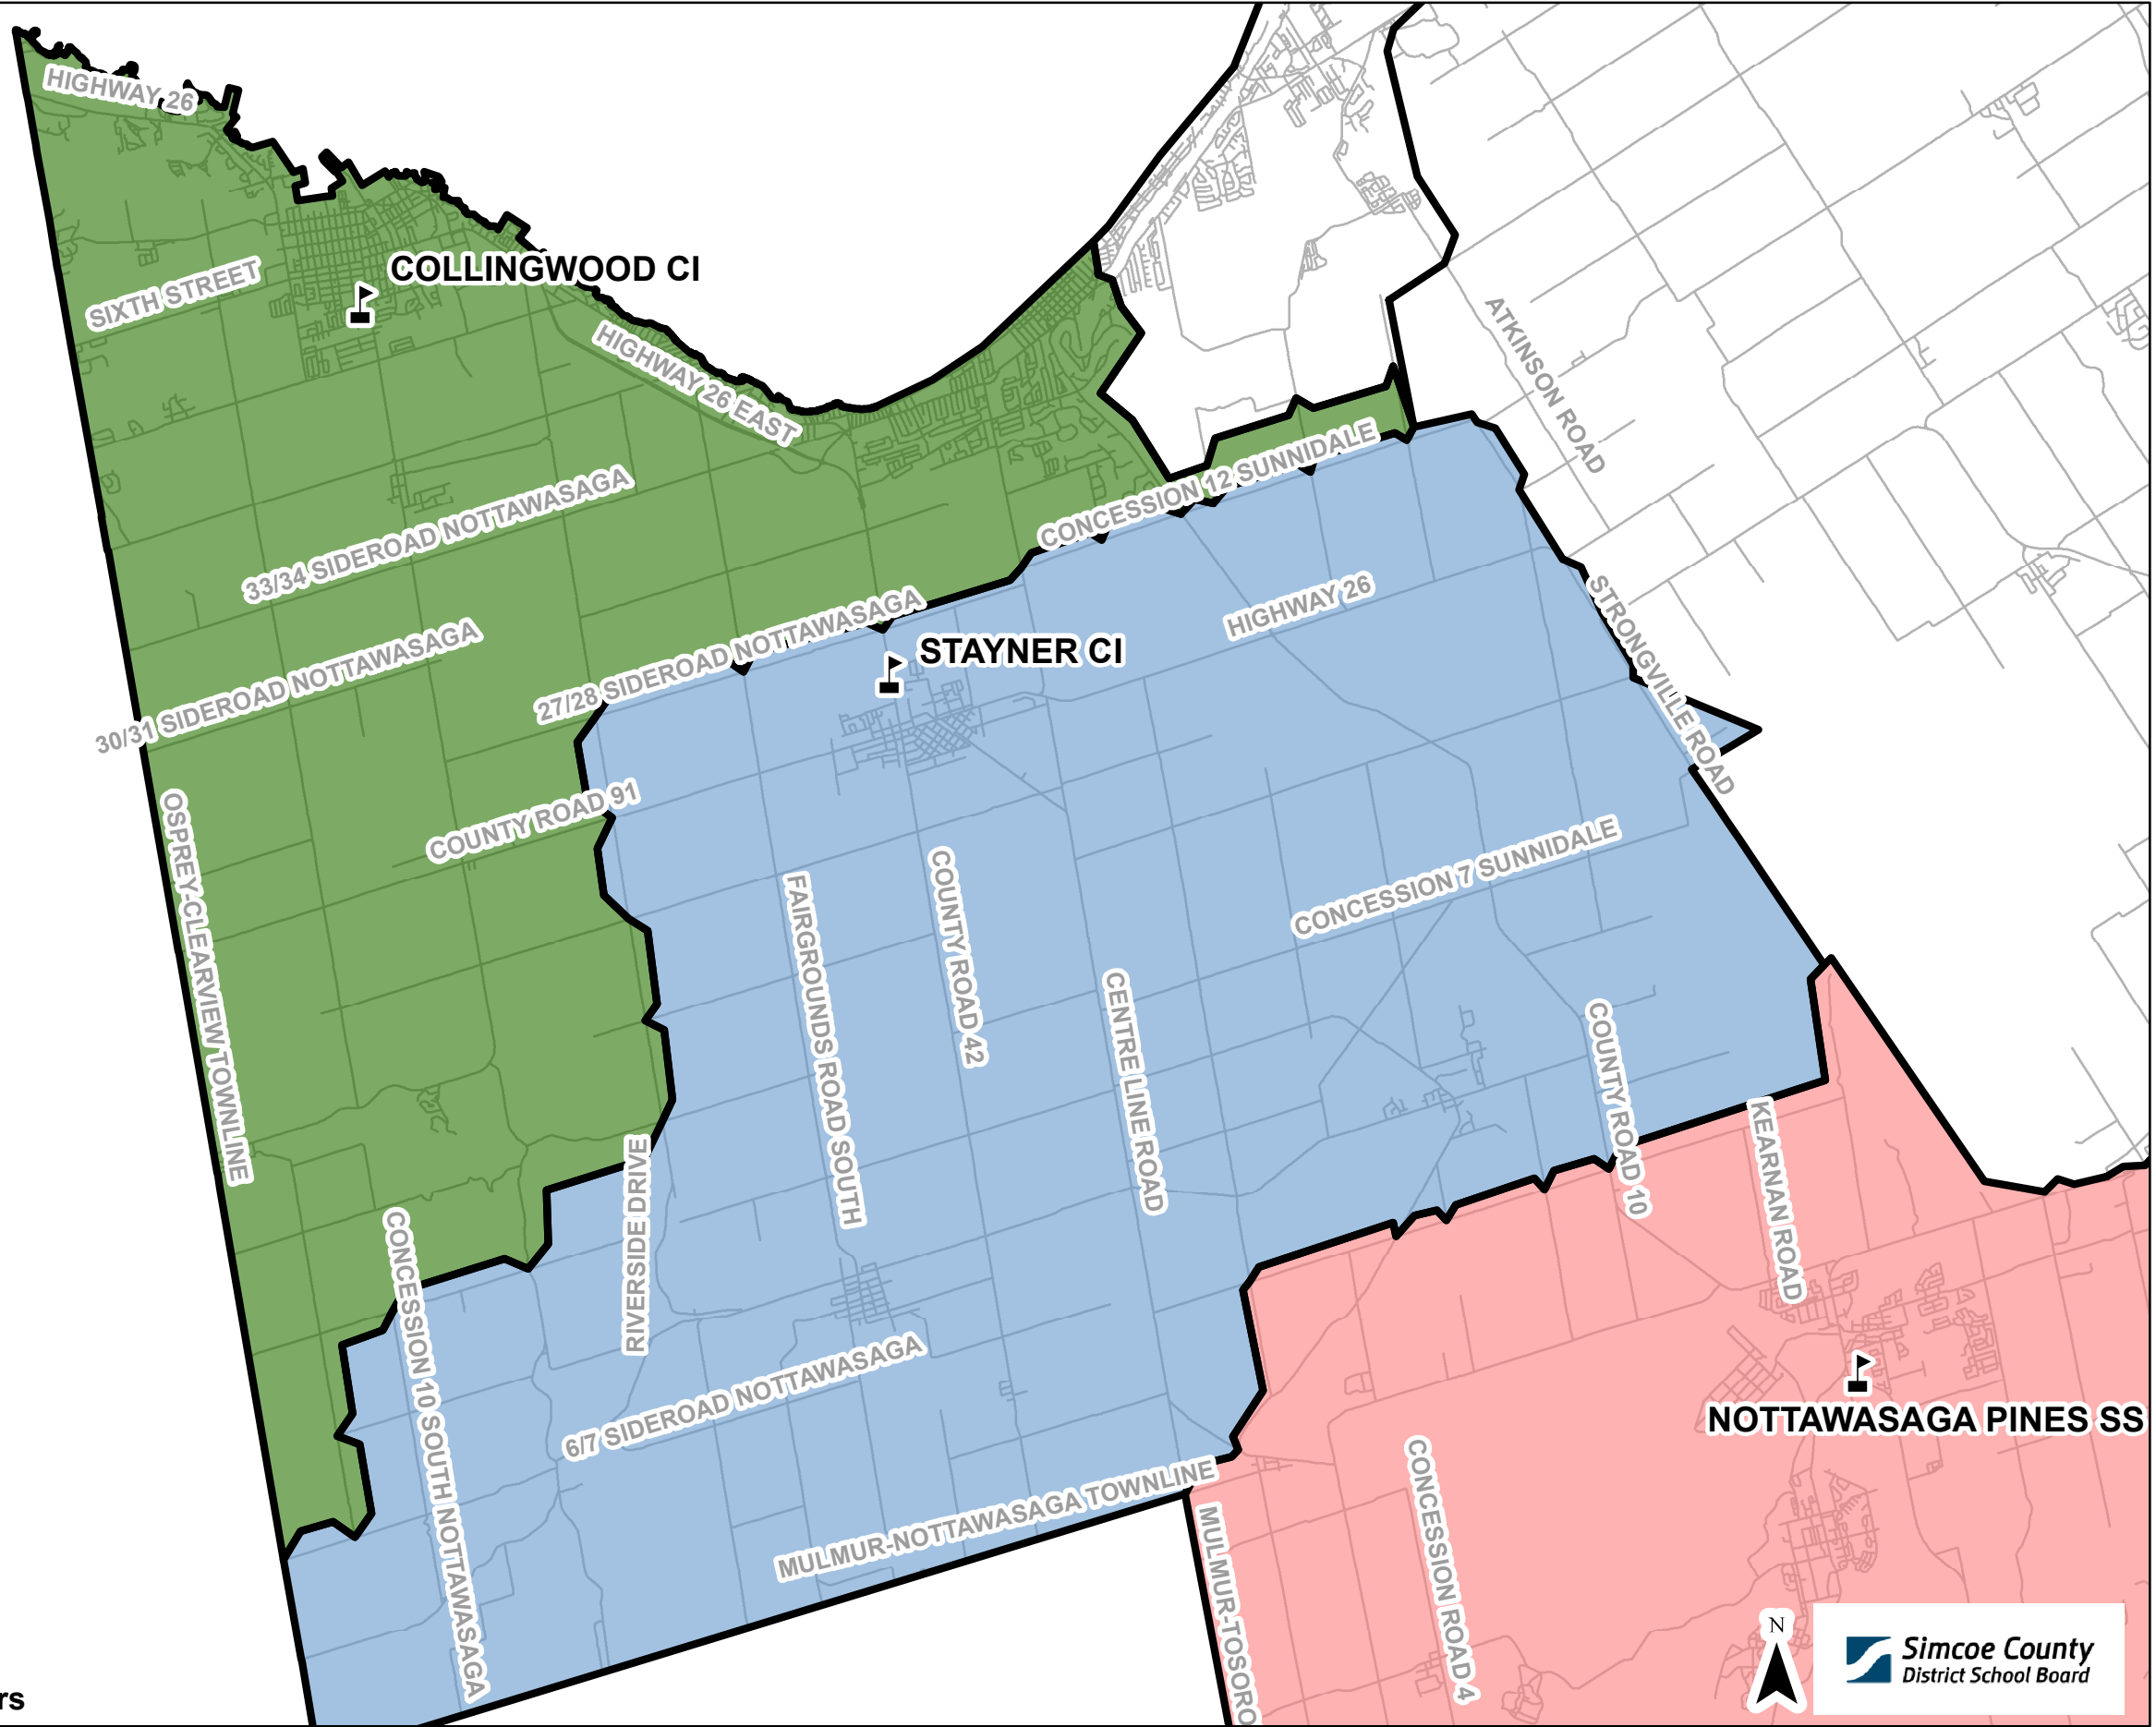 HIGHWAY 26
COLLINGWOOD CI
SIXTH STREET
HIGHWAY 26 EAST
ATKINSON ROAD
CONCESSION 12 SUNNIDALE
33/34 SIDEROAD NOTTAWASAGA
HIGHWAY 26
STRONGVILLE ROAD
27/28 SIDEROAD NOTTAWASAGA
STAYNER CI
30/31 SIDEROAD NOTTAWASAGA
COUNTY ROAD 91
OSPREY-CLEARVIEW TOWNLINE
CONCESSION 7 SUNNIDALE
FAIRGROUNDS ROAD SOUTH
COUNTY ROAD 42
CENTRE LINE ROAD
COUNTY ROAD 10
KEARNAN ROAD
RIVERSIDE DRIVE
CONCESSION 10 SOUTH NOTTAWASAGA
6/7 SIDEROAD NOTTAWASAGA
NOTTAWASAGA PINES SS
MULMUR-NOTTAWASAGA TOWNLINE
CONCESSION ROAD 4
MULMUR-TOSORO
N
Simcoe County
District School Board
rs